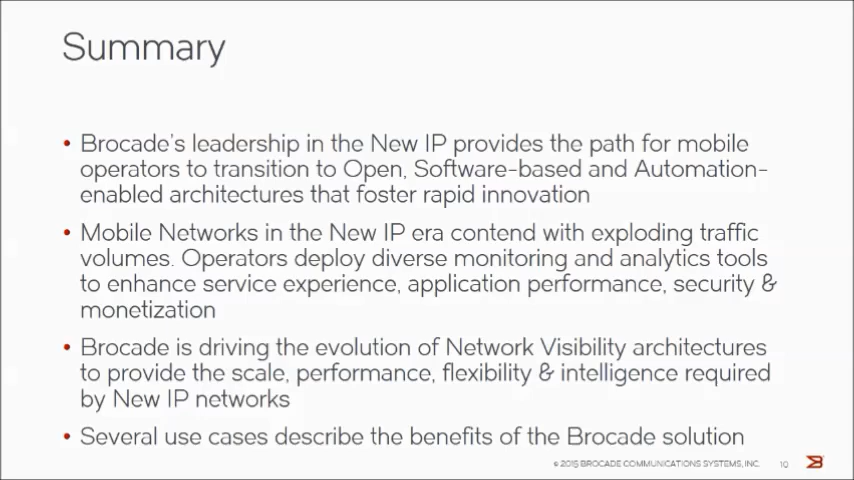 Summary
• Brocade's leadership in the New IP provides the path for mobile
operators to transition to Open, Software-based and Automation-
enabled architectures that foster rapid innovation
• Mobile Networks in the New IP era contend with exploding traffic
volumes. Operators deploy diverse monitoring and analytics tools
to enhance service experience, application performance, security &
monetization
• Brocade is driving the evolution of Network Visibility architectures
to provide the scale, performance, flexibility & intelligence required
by New IP networks
• Several use cases describe the benefits of the Brocade solution
© 2015 BROCADE COMMUNICATIONS SYSTEMS, INC. 10